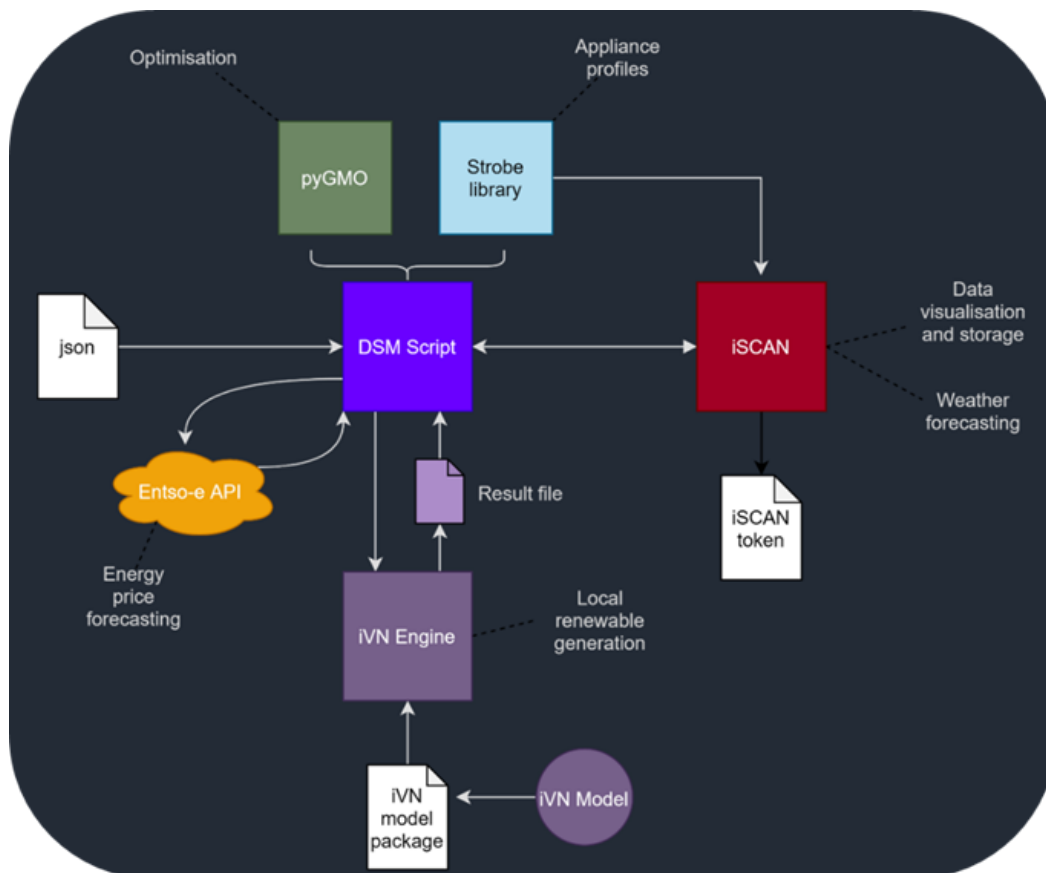 Optimisation
Appliance
profiles
pyGMO
Strobe
library
json
DSM Script
iSCAN
Data
visualisation
and storage
Weather
forecasting
Entso-e API
Result file
iSCAN
token
Energy
price
forecasting
iVN Engine
Local
renewable
generation
iVN
model
package
iVN Model